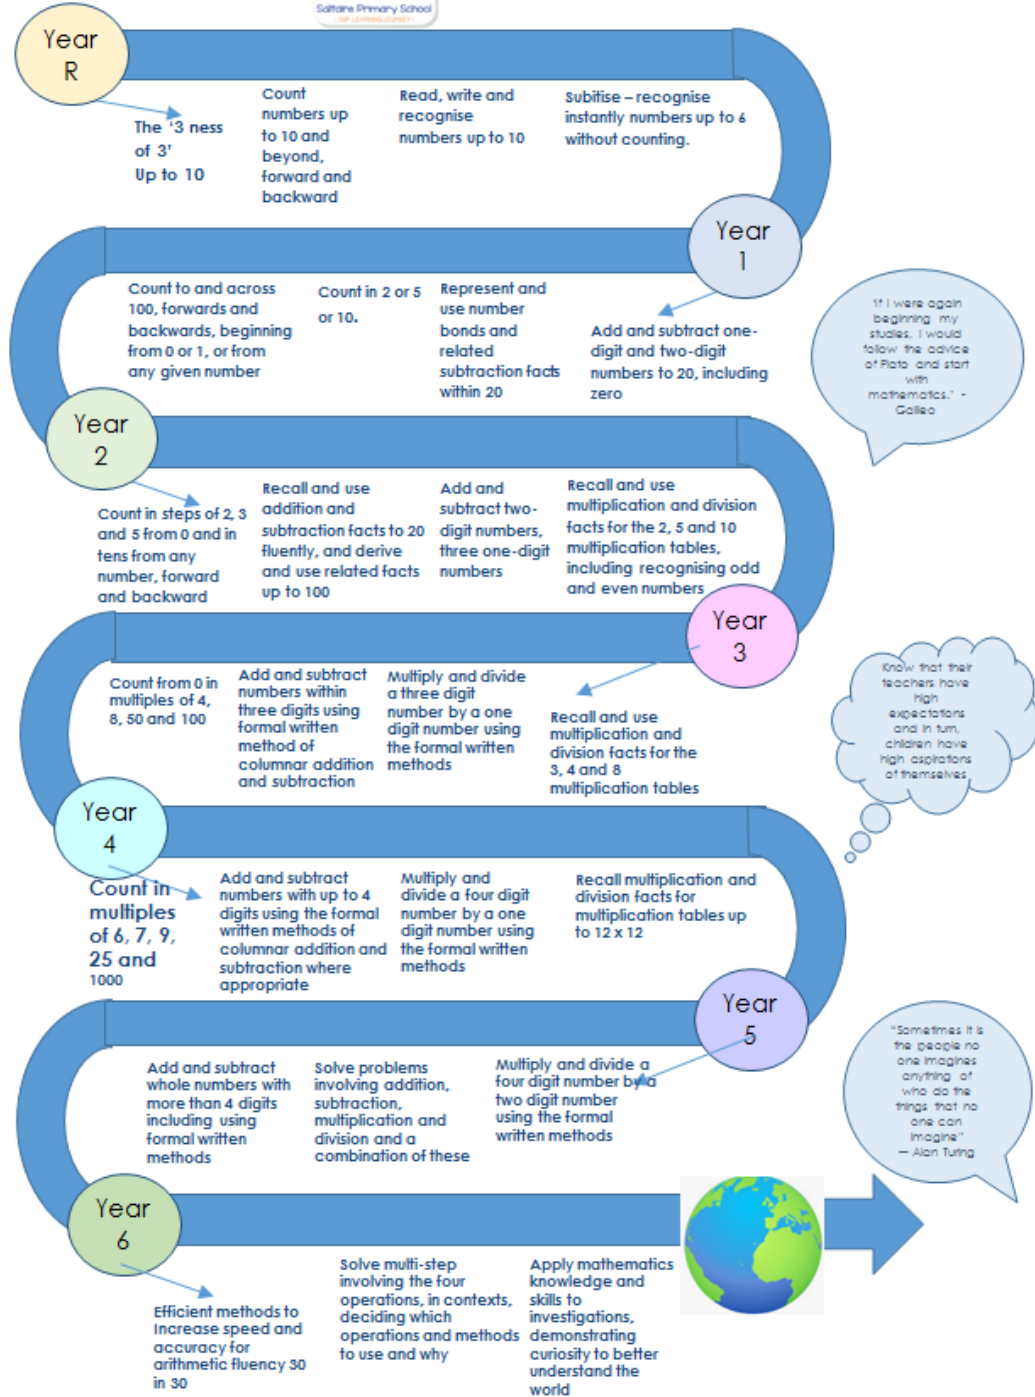 Saltaire Primary School
- OUR LEARNING JOURNEY -
Year
R
The ‘3 ness
of 3’
Up to 10
Count
numbers up
to 10 and
beyond,
forward and
backward
Read, write and
recognise
numbers up to 10
Subitise – recognise
instantly numbers up to 6
without counting.
Year
1
Add and subtract one-
digit and two-digit
numbers to 20, including
zero
Represent and
use number
bonds and
related
subtraction facts
within 20
Count in 2 or 5
or 10.
Count to and across
100, forwards and
backwards, beginning
from 0 or 1, or from
any given number
'If I were again
beginning my
studies, I would
follow the advice
of Plato and start
with
mathematics.' -
Galileo
Year
2
Count in steps of 2, 3
and 5 from 0 and in
tens from any
number, forward
and backward
Recall and use
addition and
subtraction facts to 20
fluently, and derive
and use related facts
up to 100
Add and
subtract two-
digit numbers,
three one-digit
numbers
Recall and use
multiplication and division
facts for the 2, 5 and 10
multiplication tables,
including recognising odd
and even numbers
Year
3
Recall and use
multiplication and
division facts for the
3, 4 and 8
multiplication tables
Multiply and divide
a three digit
number by a one
digit number using
the formal written
methods
Add and subtract
numbers within
three digits using
formal written
method of
columnar addition
and subtraction
Count from 0 in
multiples of 4,
8, 50 and 100
Know that their
teachers have
high
expectations
and in turn,
children have
high aspirations
of themselves
Year
4
Count in
multiples
of 6, 7, 9,
25 and
1000
Add and subtract
numbers with up to 4
digits using the formal
written methods of
columnar addition and
subtraction where
appropriate
Multiply and
divide a four digit
number by a one
digit number using
the formal written
methods
Recall multiplication and
division facts for
multiplication tables up
to 12 x 12
Year
5
Multiply and divide a
four digit number by a
two digit number
using the formal
written methods
Solve problems
involving addition,
subtraction,
multiplication and
division and a
combination of these
Add and subtract
whole numbers with
more than 4 digits
including using
formal written
methods
"Sometimes it is
the people no
one imagines
anything of
who do the
things that no
one can
imagine"
— Alan Turing
Year
6
Efficient methods to
Increase speed and
accuracy for
arithmetic fluency 30
in 30
Solve multi-step
involving the four
operations, in contexts,
deciding which
operations and methods
to use and why
Apply mathematics
knowledge and
skills to
investigations,
demonstrating
curiosity to better
understand the
world